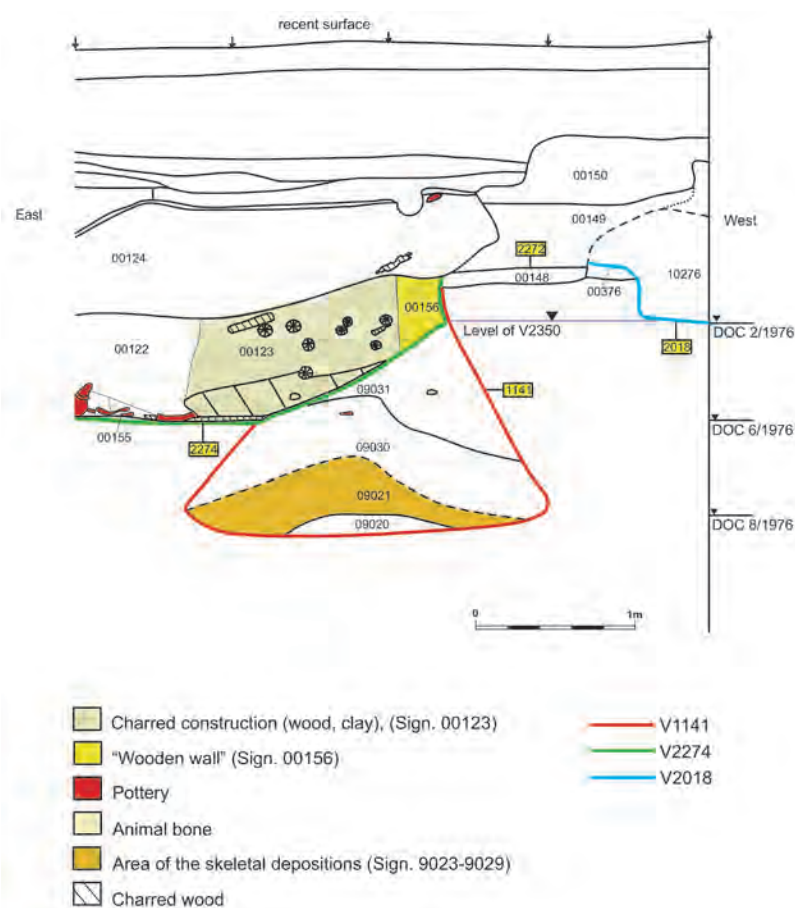 recent surface
00150
East
00149
West
2272
00124
00148
10276
00376
00156
Level of V2350
DOC 2/1976
2018
00122
00123
09031
1141
00155
2274
DOC 6/1976
09030
09021
09020
DOC 8/1976
0 1m
Charred construction (wood, clay), (Sign. 00123)
"Wooden wall" (Sign. 00156)
Pottery
Animal bone
Area of the skeletal depositions (Sign. 9023-9029)
Charred wood
V1141
V2274
V2018